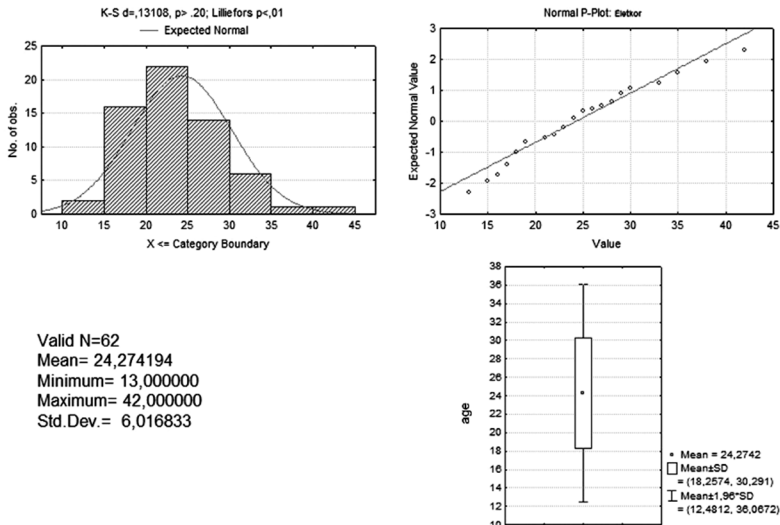 K-S d=,13108, p> .20; Lilliefors p<,01
Expected Normal
No. of obs.
25
20
15
10
5
0
10 15 20 25 30 35 40 45
X <= Category Boundary
Normal P-Plot: Eletkor
Expected Normal Value
3
2
1
0
-1
-2
-3
10 15 20 25 30 35 40 45
Value
Valid N=62
Mean= 24,274194
Minimum= 13,000000
Maximum= 42,000000
Std.Dev.= 6,016833
age
38
36
34
32
30
28
26
24
22
20
18
16
14
12
10
Mean = 24,2742
Mean±SD
= (18,2574, 30,291)
Mean±1,96*SD
= (12,4812, 36,0672)